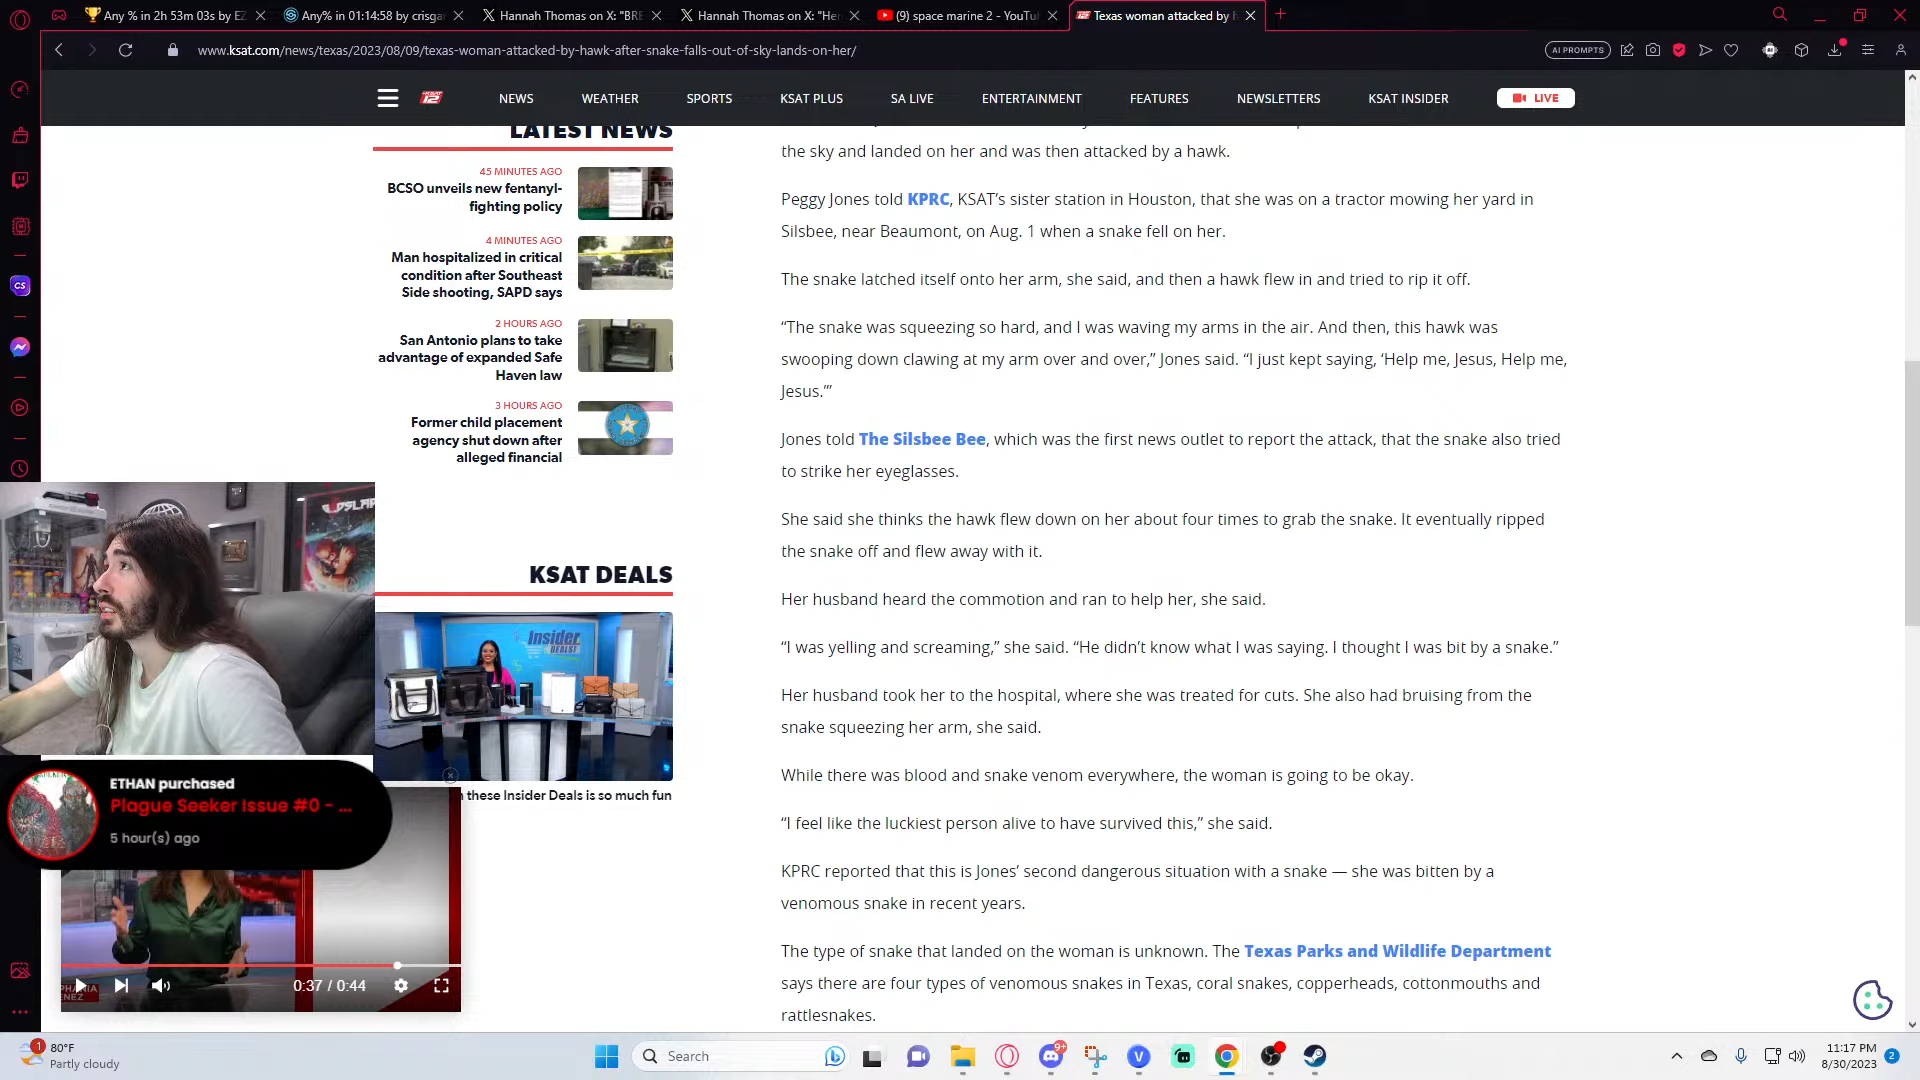 Any % in 2h 53m 03s by EZ
Any% in 01:14:58 by crisgar
Hannah Thomas on X: "BRE
Hannah Thomas on X: "Her
(9) space marine 2 - YouTu
Texas woman attacked by h
www.ksat.com/news/texas/2023/08/09/texas-woman-attacked-by-hawk-after-snake-falls-out-of-sky-lands-on-her/
AI PROMPTS
KSAT 12
NEWS
WEATHER
SPORTS
KSAT PLUS
SA LIVE
ENTERTAINMENT
FEATURES
NEWSLETTERS
KSAT INSIDER
LIVE
LATEST NEWS
45 MINUTES AGO
BCSO unveils new fentanyl-
fighting policy
4 MINUTES AGO
Man hospitalized in critical
condition after Southeast
Side shooting, SAPD says
2 HOURS AGO
San Antonio plans to take
advantage of expanded Safe
Haven law
3 HOURS AGO
Former child placement
agency shut down after
alleged financial
KSAT DEALS
Insider
DEALS!
n these Insider Deals is so much fun
the sky and landed on her and was then attacked by a hawk.
Peggy Jones told KPRC, KSAT’s sister station in Houston, that she was on a tractor mowing her yard in
Silsbee, near Beaumont, on Aug. 1 when a snake fell on her.
The snake latched itself onto her arm, she said, and then a hawk flew in and tried to rip it off.
“The snake was squeezing so hard, and I was waving my arms in the air. And then, this hawk was
swooping down clawing at my arm over and over,” Jones said. “I just kept saying, ‘Help me, Jesus, Help me,
Jesus.’”
Jones told The Silsbee Bee, which was the first news outlet to report the attack, that the snake also tried
to strike her eyeglasses.
She said she thinks the hawk flew down on her about four times to grab the snake. It eventually ripped
the snake off and flew away with it.
Her husband heard the commotion and ran to help her, she said.
“I was yelling and screaming,” she said. “He didn’t know what I was saying. I thought I was bit by a snake.”
Her husband took her to the hospital, where she was treated for cuts. She also had bruising from the
snake squeezing her arm, she said.
While there was blood and snake venom everywhere, the woman is going to be okay.
“I feel like the luckiest person alive to have survived this,” she said.
KPRC reported that this is Jones’ second dangerous situation with a snake — she was bitten by a
venomous snake in recent years.
The type of snake that landed on the woman is unknown. The Texas Parks and Wildlife Department
says there are four types of venomous snakes in Texas, coral snakes, copperheads, cottonmouths and
rattlesnakes.
CS
ETHAN purchased
Plague Seeker Issue #0 - ...
5 hour(s) ago
0:37 / 0:44
1
80°F
Partly cloudy
Search
9+
11:17 PM
8/30/2023
2